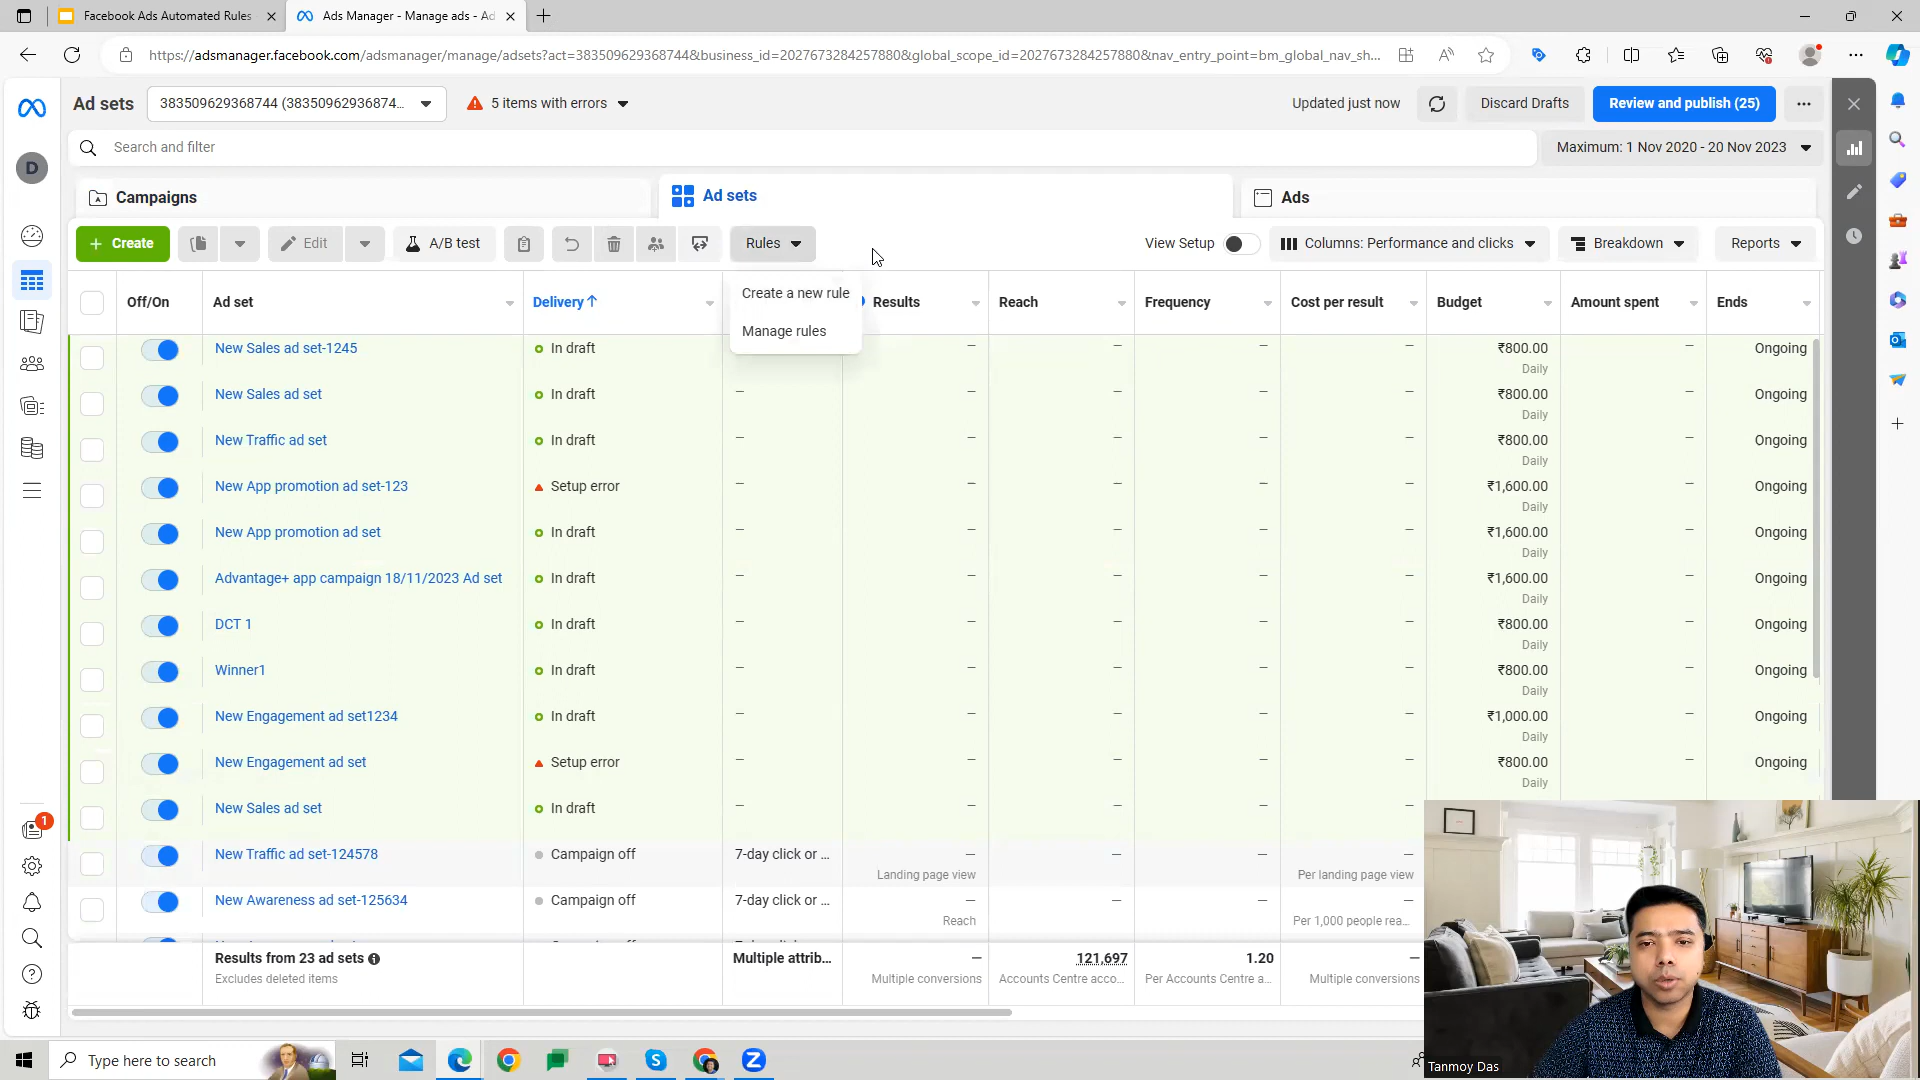 Facebook Ads Automated Rules
Ads Manager - Manage ads - Ad
https://adsmanager.facebook.com/adsmanager/manage/adsets?act=383509629368744&business_id=2027673284257880&global_scope_id=2027673284257880&nav_entry_point=bm_global_nav_sh...
Ad sets
383509629368744 (38350962936874...
5 items with errors
Updated just now
Discard Drafts
Review and publish (25)
Search and filter
Maximum: 1 Nov 2020 - 20 Nov 2023
D
Campaigns
Ad sets
Ads
+ Create
Edit
A/B test
Rules
View Setup
Columns: Performance and clicks
Breakdown
Reports
Create a new rule
Manage rules
Off/On
Ad set
Delivery ↑
Results
Reach
Frequency
Cost per result
Budget
Amount spent
Ends
New Sales ad set-1245
In draft
— — — —
₹800.00
—
Ongoing
Daily
New Sales ad set
In draft
— — — — —
₹800.00
—
Ongoing
Daily
New Traffic ad set
In draft
— — — — —
₹800.00
—
Ongoing
Daily
New App promotion ad set-123
Setup error
— — — — —
₹1,600.00
—
Ongoing
Daily
New App promotion ad set
In draft
— — — — —
₹1,600.00
—
Ongoing
Daily
Advantage+ app campaign 18/11/2023 Ad set
In draft
— — — — —
₹1,600.00
—
Ongoing
Daily
DCT 1
In draft
— — — — —
₹800.00
—
Ongoing
Daily
Winner1
In draft
— — — — —
₹800.00
—
Ongoing
Daily
New Engagement ad set1234
In draft
— — — — —
₹1,000.00
—
Ongoing
Daily
New Engagement ad set
Setup error
— — — — —
₹800.00
—
Ongoing
Daily
New Sales ad set
In draft
— — — — —
New Traffic ad set-124578
Campaign off
7-day click or ...
— — — —
Landing page view
Per landing page view
New Awareness ad set-125634
Campaign off
7-day click or ...
— — — —
Reach
Per 1,000 people rea...
Results from 23 ad sets
Excludes deleted items
Multiple attrib...
—
Multiple conversions
121,697
Accounts Centre acco...
1.20
Per Accounts Centre a...
—
Multiple conversions
1
Type here to search
Tanmoy Das